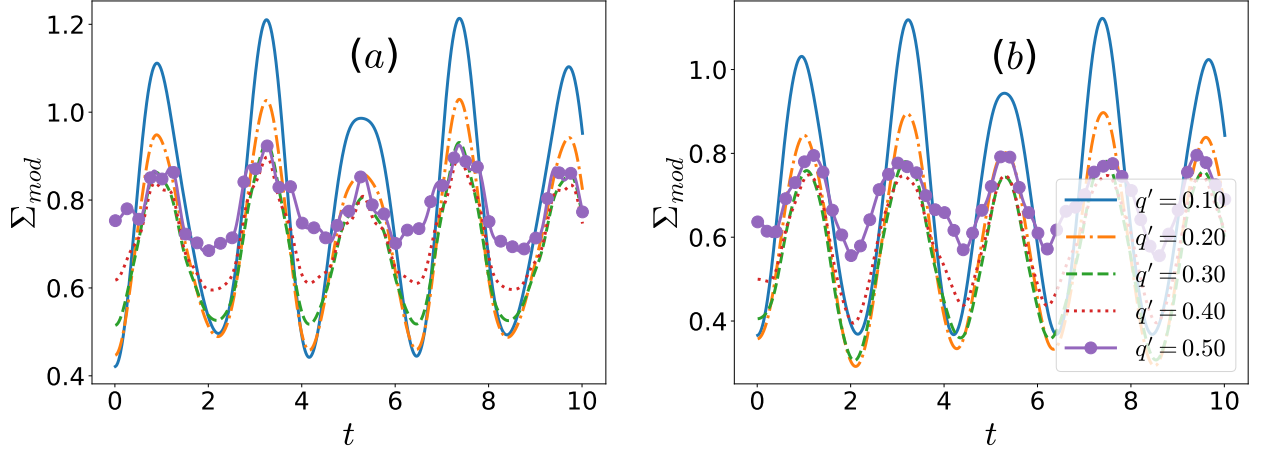 (a)
Σ_mod
1.2
1.0
0.8
0.6
0.4
0 2 4 6 8 10
t
(b)
Σ_mod
1.0
0.8
0.6
0.4
0 2 4 6 8 10
t
q′ = 0.10
q′ = 0.20
q′ = 0.30
q′ = 0.40
q′ = 0.50